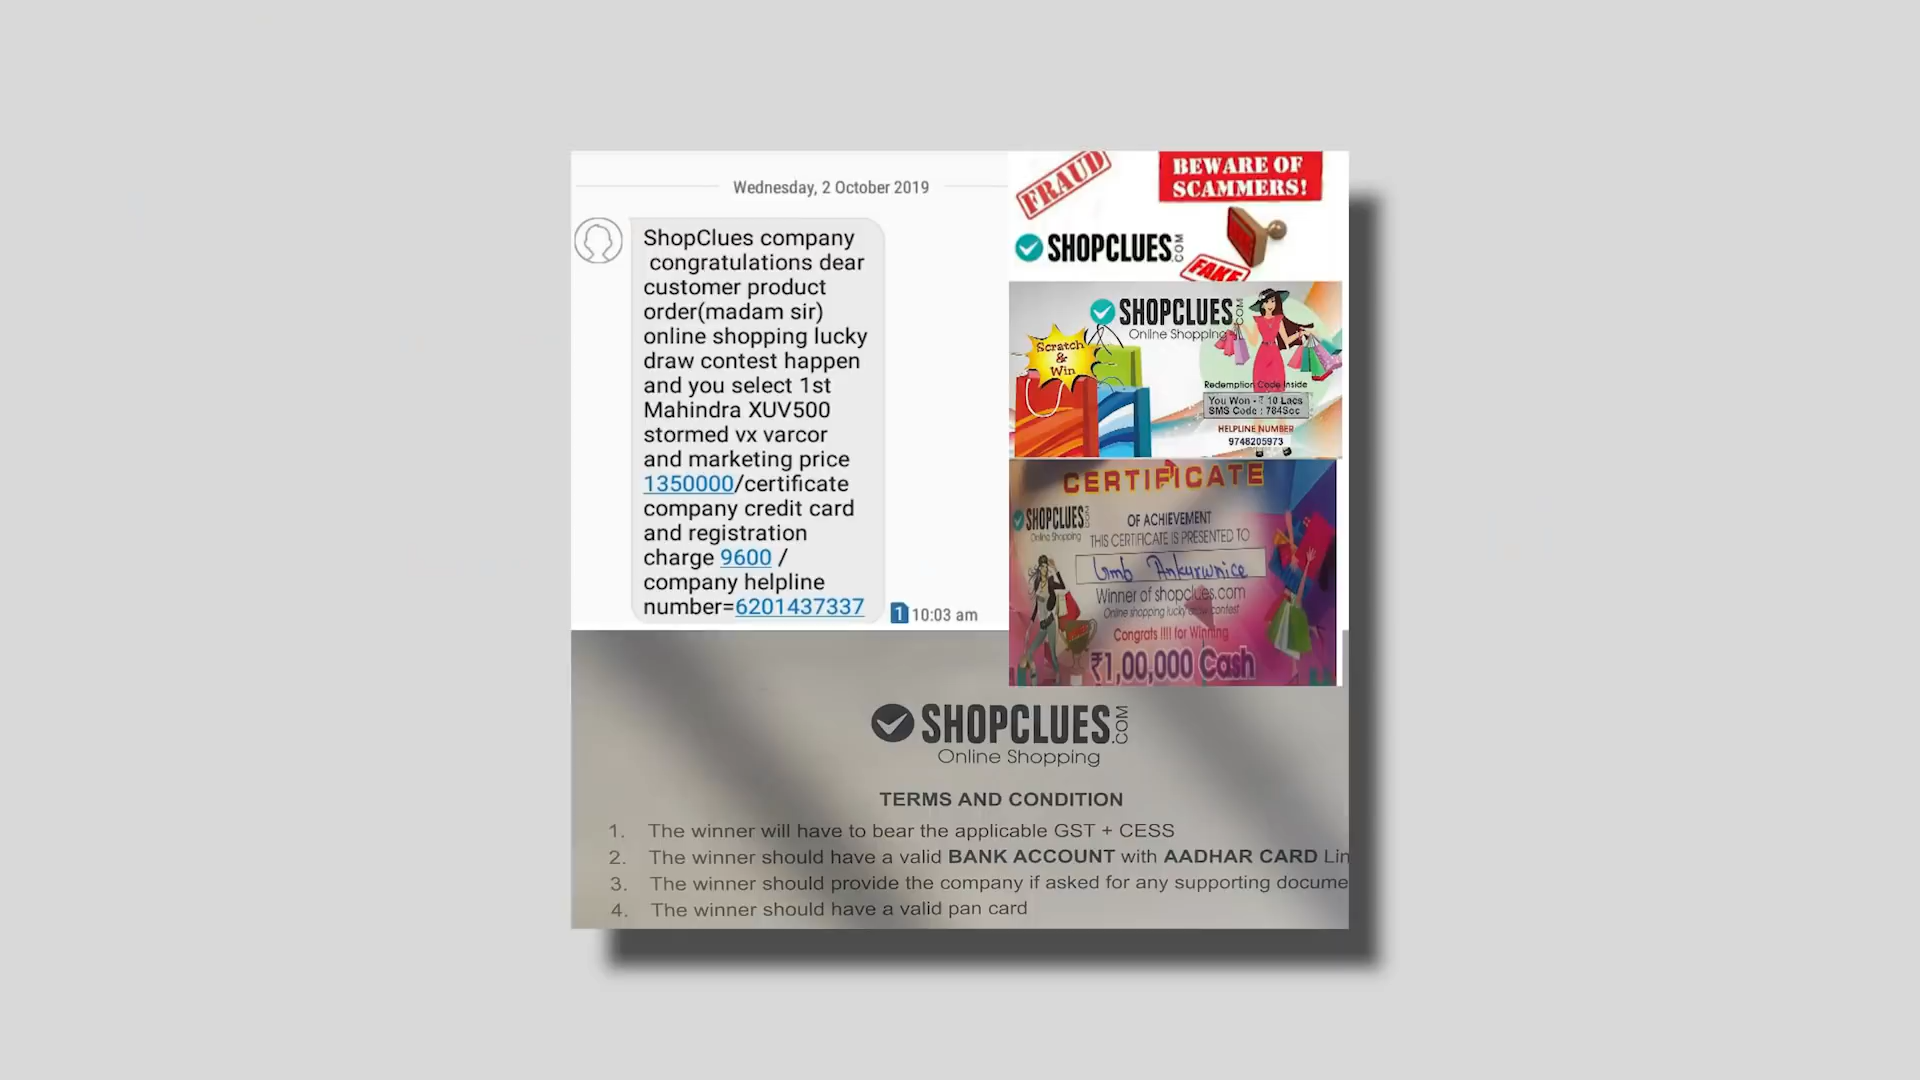 Wednesday, 2 October 2019
ShopClues company
congratulations dear
customer product
order(madam sir)
online shopping lucky
draw contest happen
and you select 1st
Mahindra XUV500
stormed vx varcor
and marketing price
1350000/certificate
company credit card
and registration
charge 9600 /
company helpline
number=6201437337
1 10:03 am
FRAUD
BEWARE OF
SCAMMERS!
SHOPCLUES.COM
FAKE
SHOPCLUES.COM
Online Shopping
Scratch
&
Win
Redemption Code Inside
You Won - ₹ 10 Lacs
SMS Code : 784Soc
HELPLINE NUMBER
9748205973
CERTIFICATE
SHOPCLUES.COM
Online Shopping
OF ACHIEVEMENT
THIS CERTIFICATE IS PRESENTED TO
Winner of shopclues.com
Online shopping lucky draw contest
Congrats !!!! for Winning
₹1,00,000 Cash
SHOPCLUES.COM
Online Shopping
TERMS AND CONDITION
1. The winner will have to bear the applicable GST + CESS
2. The winner should have a valid BANK ACCOUNT with AADHAR CARD Lin
3. The winner should provide the company if asked for any supporting docume
4. The winner should have a valid pan card